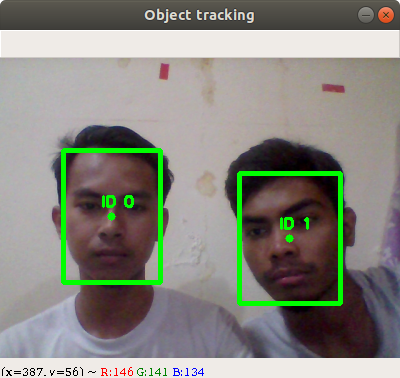 Object tracking
ID 0
ID 1
(x=387, y=56) ~ R:146 G:141 B:134